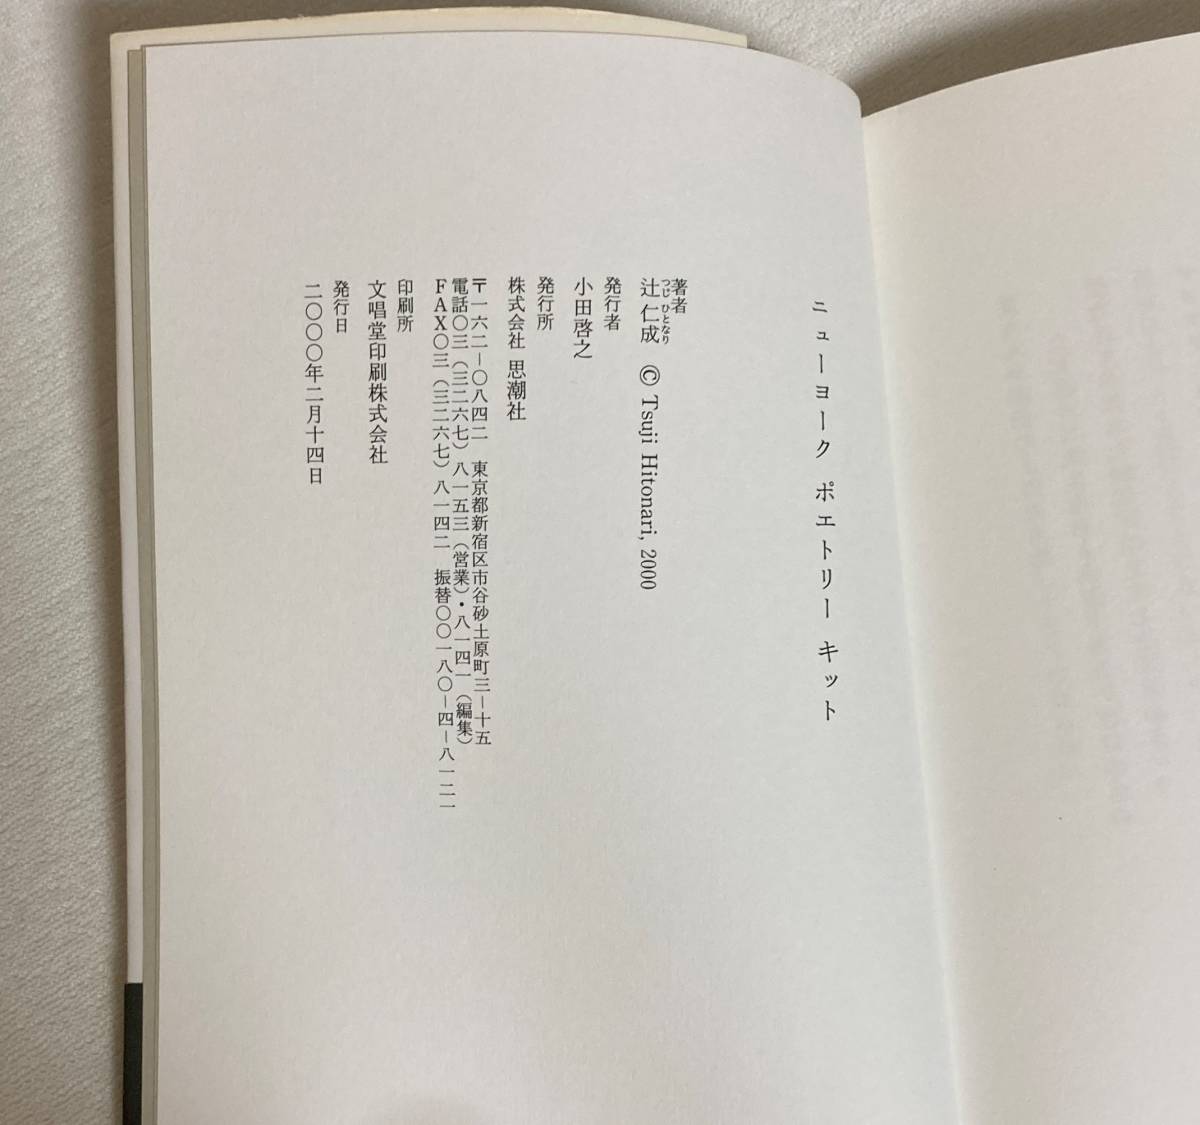 ニューヨーク ポエトリー キット
著者
辻 仁成 © Tsuji Hitonari, 2000
つじ ひとなり
発行者
小田啓之
発行所
株式会社 思潮社
〒一六二－〇八四二 東京都新宿区市谷砂土原町三－十五
電話〇三（三二六七）八一五三（営業）・八一四一（編集）
FAX〇三（三二六七）八一四二 振替〇〇一八〇－四－八一二一
印刷所
文唱堂印刷株式会社
発行日
二〇〇〇年二月十四日